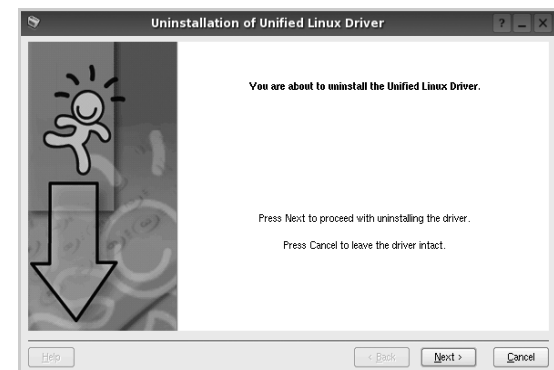 Uninstallation of Unified Linux Driver
You are about to uninstall the Unified Linux Driver.
Press Next to proceed with uninstalling the driver.
Press Cancel to leave the driver intact.
Help
< Back
Next >
Cancel